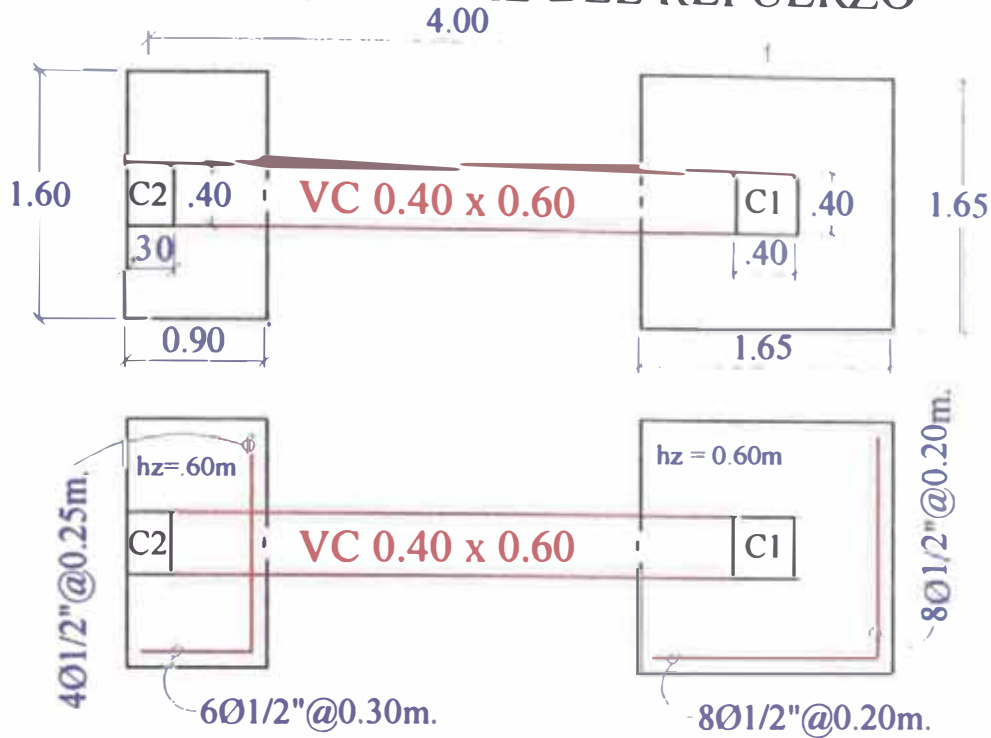 DEL REFUERZO
4.00
1.60
C2
.40
VC 0.40 x 0.60
C1
.40
1.65
.30
.40
0.90
1.65
hz=.60m
hz = 0.60m
4Ø1/2"@0.25m.
C2
VC 0.40 x 0.60
C1
8Ø1/2"@0.20m.
6Ø1/2"@0.30m.
8Ø1/2"@0.20m.